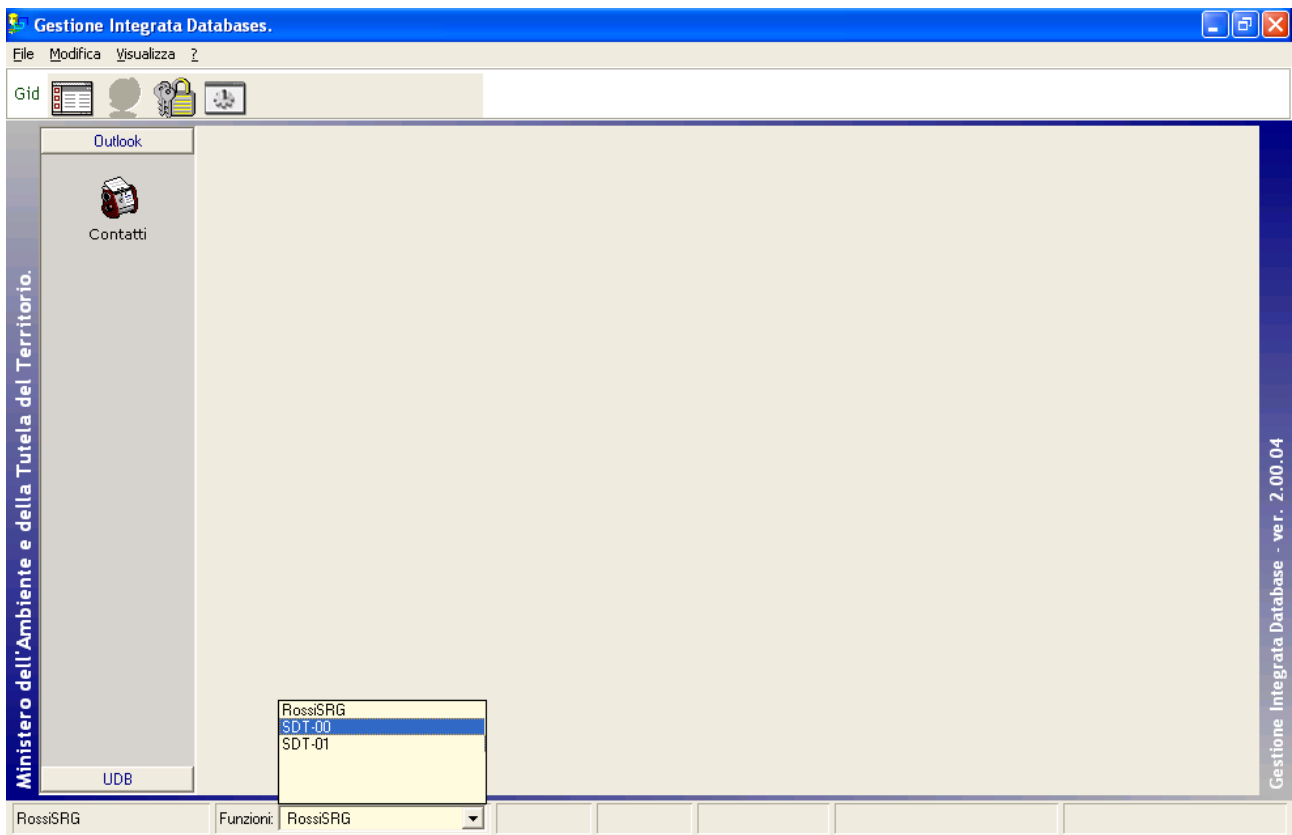 Gestione Integrata Databases.
File Modifica Visualizza ?
Gid
Outlook
Contatti
Ministero dell'Ambiente e della Tutela del Territorio.
Gestione Integrata Database - ver. 2.00.04
RossiSRG
SDT-00
SDT-01
UDB
RossiSRG Funzioni: RossiSRG